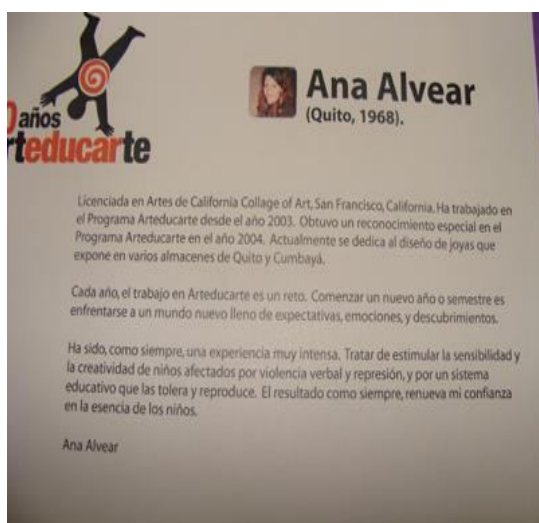 Ana Alvear
(Quito, 1968).
0 años
rteducarte
Licenciada en Artes de California Collage of Art, San Francisco, California. Ha trabajado en
el Programa Arteducarte desde el año 2003. Obtuvo un reconocimiento especial en el
Programa Arteducarte en el año 2004. Actualmente se dedica al diseño de joyas que
expone en varios almacenes de Quito y Cumbayá.
Cada año, el trabajo en Arteducarte es un reto. Comenzar un nuevo año o semestre es
enfrentarse a un mundo nuevo lleno de expectativas, emociones, y descubrimientos.
Ha sido, como siempre, una experiencia muy intensa. Tratar de estimular la sensibilidad y
la creatividad de niños afectados por violencia verbal y represión, y por un sistema
educativo que las tolera y reproduce. El resultado como siempre, renueva mi confianza
en la esencia de los niños.
Ana Alvear